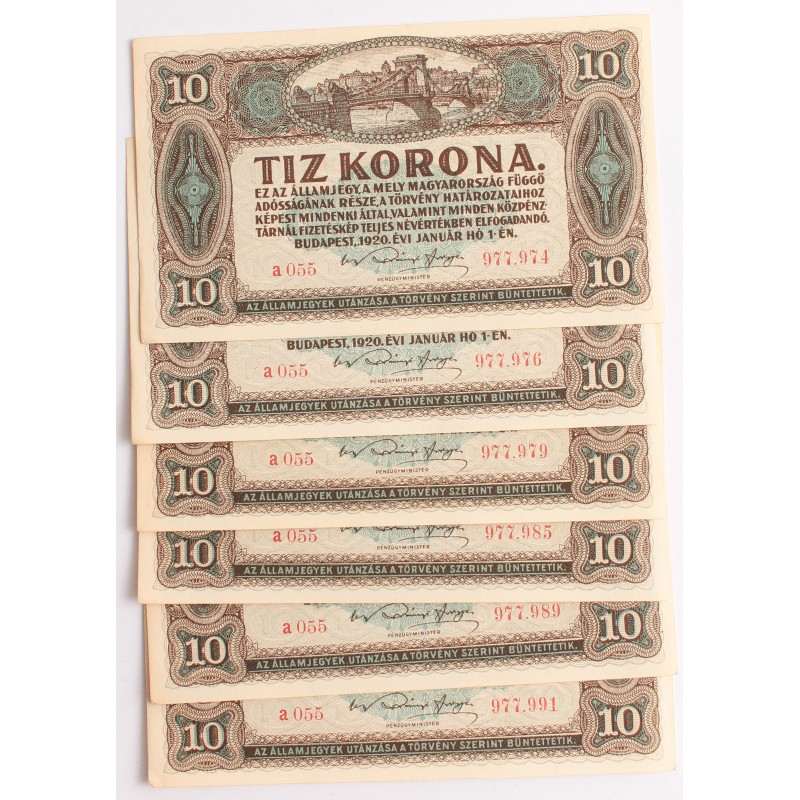 10 10
TIZ KORONA.
EZ AZ ÁLLAMJEGY, A MELY MAGYARORSZÁG FÜGGŐ
ADÓSSÁGÁNAK RÉSZE, A TÖRVÉNY HATÁROZATAIHOZ
KÉPEST MINDENKI ÁLTAL, VALAMINT MINDEN KÖZPÉNZ-
TÁRNÁL FIZETÉSKÉP TELJES NÉVÉRTÉKBEN ELFOGADANDÓ.
BUDAPEST, 1920. ÉVI JANUÁR HÓ 1-ÉN.
a 055 977.974
PÉNZÜGYMINISTER
10 10
AZ ÁLLAMJEGYEK UTÁNZÁSA A TÖRVÉNY SZERINT BÜNTETTETIK.
BUDAPEST, 1920. ÉVI JANUÁR HÓ 1-ÉN.
a 055 977.976
PÉNZÜGYMINISTER
10 10
AZ ÁLLAMJEGYEK UTÁNZÁSA A TÖRVÉNY SZERINT BÜNTETTETIK.
a 055 977.979
PÉNZÜGYMINISTER
10 10
AZ ÁLLAMJEGYEK UTÁNZÁSA A TÖRVÉNY SZERINT BÜNTETTETIK.
a 055 977.985
PÉNZÜGYMINISTER
10 10
AZ ÁLLAMJEGYEK UTÁNZÁSA A TÖRVÉNY SZERINT BÜNTETTETIK.
a 055 977.989
PÉNZÜGYMINISTER
10 10
AZ ÁLLAMJEGYEK UTÁNZÁSA A TÖRVÉNY SZERINT BÜNTETTETIK.
a 055 977.991
PÉNZÜGYMINISTER
10 10
AZ ÁLLAMJEGYEK UTÁNZÁSA A TÖRVÉNY SZERINT BÜNTETTETIK.